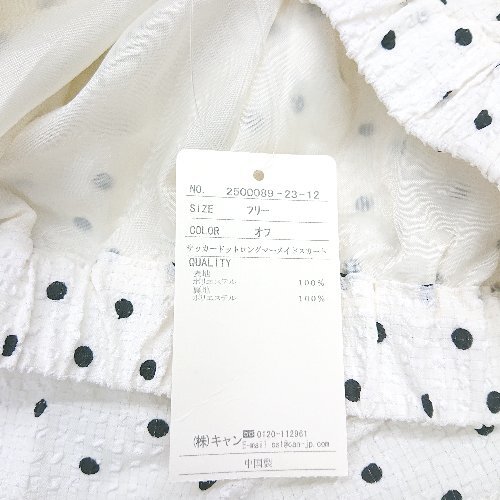 NO. 2500089-23-12
SIZE フリー
COLOR オフ
サッカードットロングマーメイドスカート
QUALITY
表地
ポリエステル 100%
裏地
ポリエステル 100%
(株)キャン 0120-112961
E-mail cst@can-jp.com
中国製